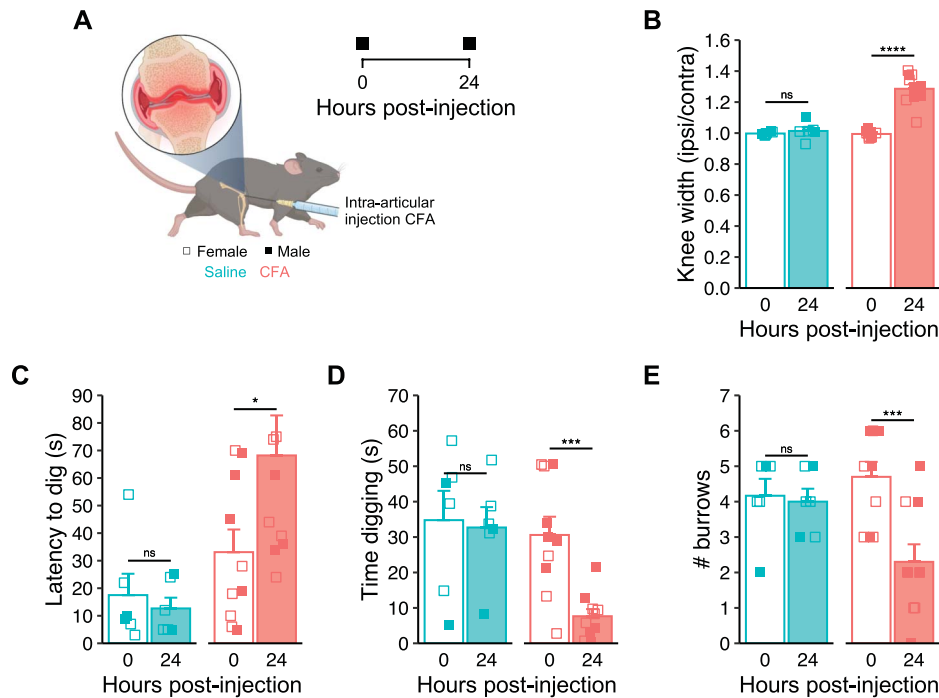 A
0
24
Hours post-injection
Intra-articular
injection CFA
□ Female ■ Male
Saline CFA
B
Knee width (ipsi/contra)
1.6
1.4
1.2
1.0
0.8
0.6
0.4
0.2
0.0
ns
****
0 24 0 24
Hours post-injection
C
Latency to dig (s)
90
80
70
60
50
40
30
20
10
0
ns
*
0 24 0 24
Hours post-injection
D
Time digging (s)
70
60
50
40
30
20
10
0
ns
***
0 24 0 24
Hours post-injection
E
# burrows
7
6
5
4
3
2
1
0
ns
***
0 24 0 24
Hours post-injection